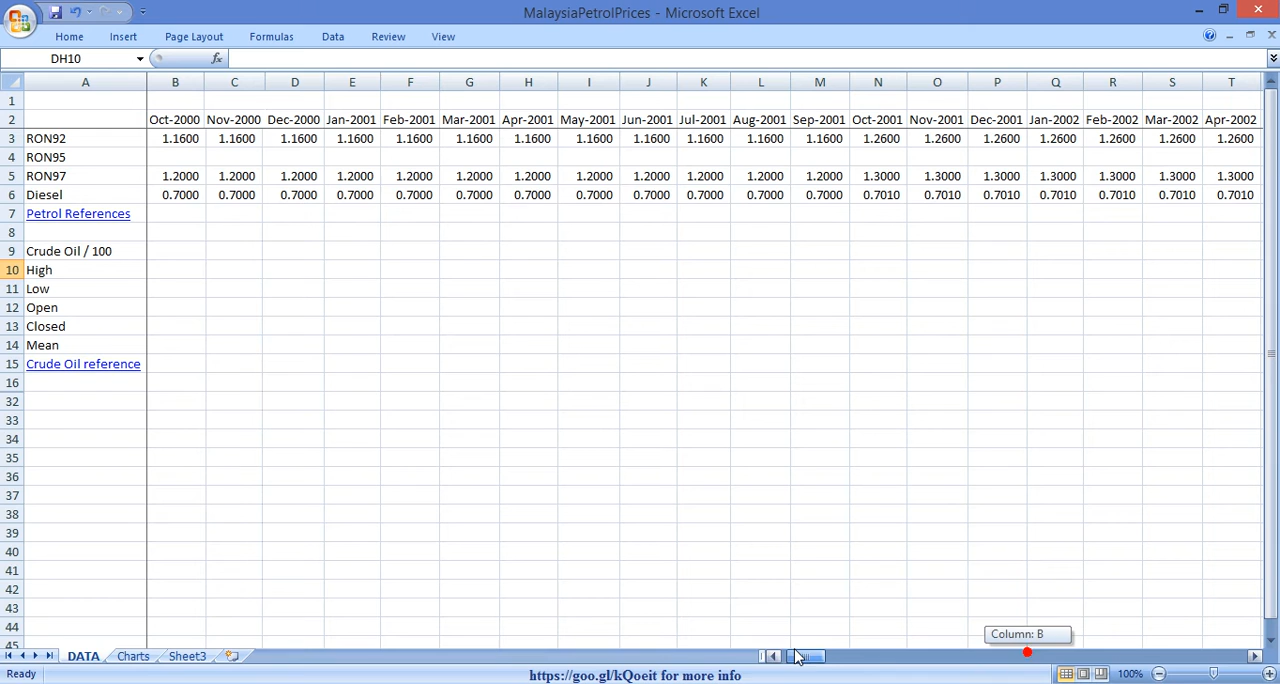 MalaysiaPetrolPrices - Microsoft Excel
Home Insert Page Layout Formulas Data Review View
DH10 fx
A B C D E F G H I J K L M N O P Q R S T
1
2 Oct-2000 Nov-2000 Dec-2000 Jan-2001 Feb-2001 Mar-2001 Apr-2001 May-2001 Jun-2001 Jul-2001 Aug-2001 Sep-2001 Oct-2001 Nov-2001 Dec-2001 Jan-2002 Feb-2002 Mar-2002 Apr-2002
3 RON92 1.1600 1.1600 1.1600 1.1600 1.1600 1.1600 1.1600 1.1600 1.1600 1.1600 1.1600 1.1600 1.2600 1.2600 1.2600 1.2600 1.2600 1.2600 1.2600
4 RON95
5 RON97 1.2000 1.2000 1.2000 1.2000 1.2000 1.2000 1.2000 1.2000 1.2000 1.2000 1.2000 1.2000 1.3000 1.3000 1.3000 1.3000 1.3000 1.3000 1.3000
6 Diesel 0.7000 0.7000 0.7000 0.7000 0.7000 0.7000 0.7000 0.7000 0.7000 0.7000 0.7000 0.7000 0.7010 0.7010 0.7010 0.7010 0.7010 0.7010 0.7010
7 Petrol References
8
9 Crude Oil / 100
10 High
11 Low
12 Open
13 Closed
14 Mean
15 Crude Oil reference
16
32
33
34
35
36
37
38
39
40
41
42
43
44
45
Column: B
DATA Charts Sheet3
Ready https://goo.gl/kQoeit for more info 100%